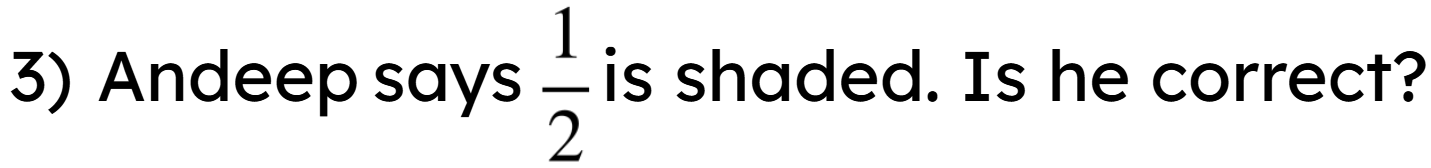 3) Andeep says 1/2 is shaded. Is he correct?